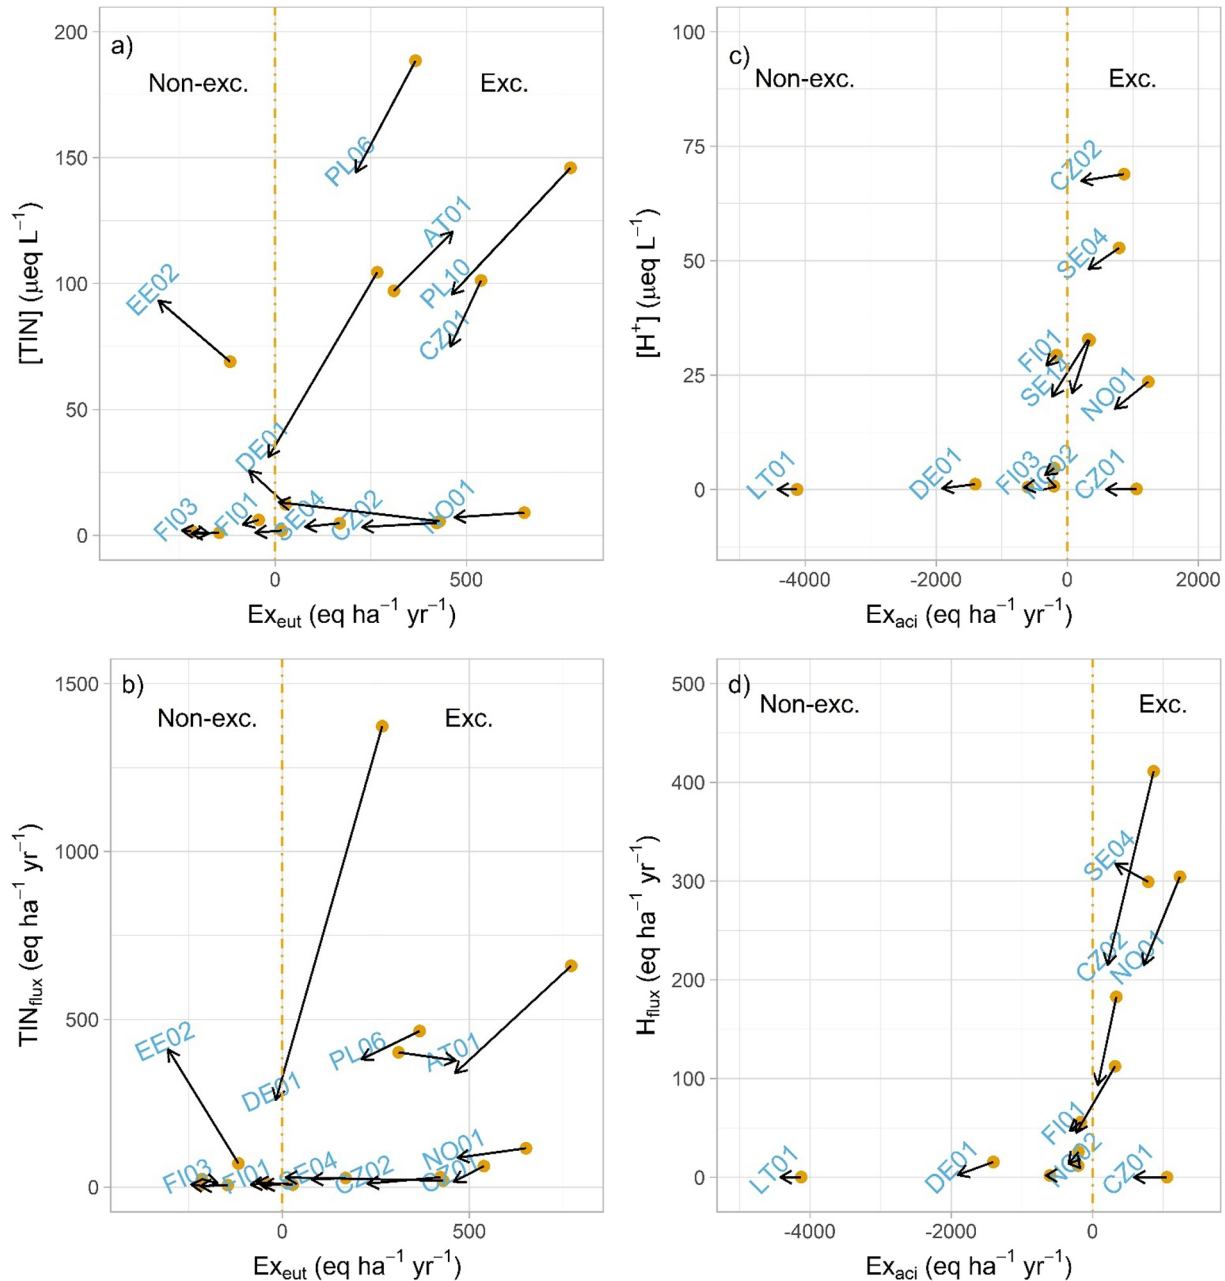 a)
Non-exc.
Exc.
200
150
100
50
0
[TIN] (µeq L⁻¹)
PL06
AT01
PL10
CZ01
EE02
DE01
FI03
FI01
SE04
CZ02
NO01
0
500
Ex_eut (eq ha⁻¹ yr⁻¹)
c)
Non-exc.
Exc.
100
75
50
25
0
[H⁺] (µeq L⁻¹)
CZ02
SE04
FI01
SE14
NO01
LT01
DE01
FI03
NO02
CZ01
-4000
-2000
0
2000
Ex_aci (eq ha⁻¹ yr⁻¹)
b)
Non-exc.
Exc.
1500
1000
500
0
TIN_flux (eq ha⁻¹ yr⁻¹)
EE02
DE01
PL06
AT01
FI03
FI01
SE04
CZ02
NO01
CZ01
0
500
Ex_eut (eq ha⁻¹ yr⁻¹)
d)
Non-exc.
Exc.
500
400
300
200
100
0
H_flux (eq ha⁻¹ yr⁻¹)
SE04
CZ02
NO01
FI01
LT01
DE01
NO02
CZ01
-4000
-2000
0
Ex_aci (eq ha⁻¹ yr⁻¹)